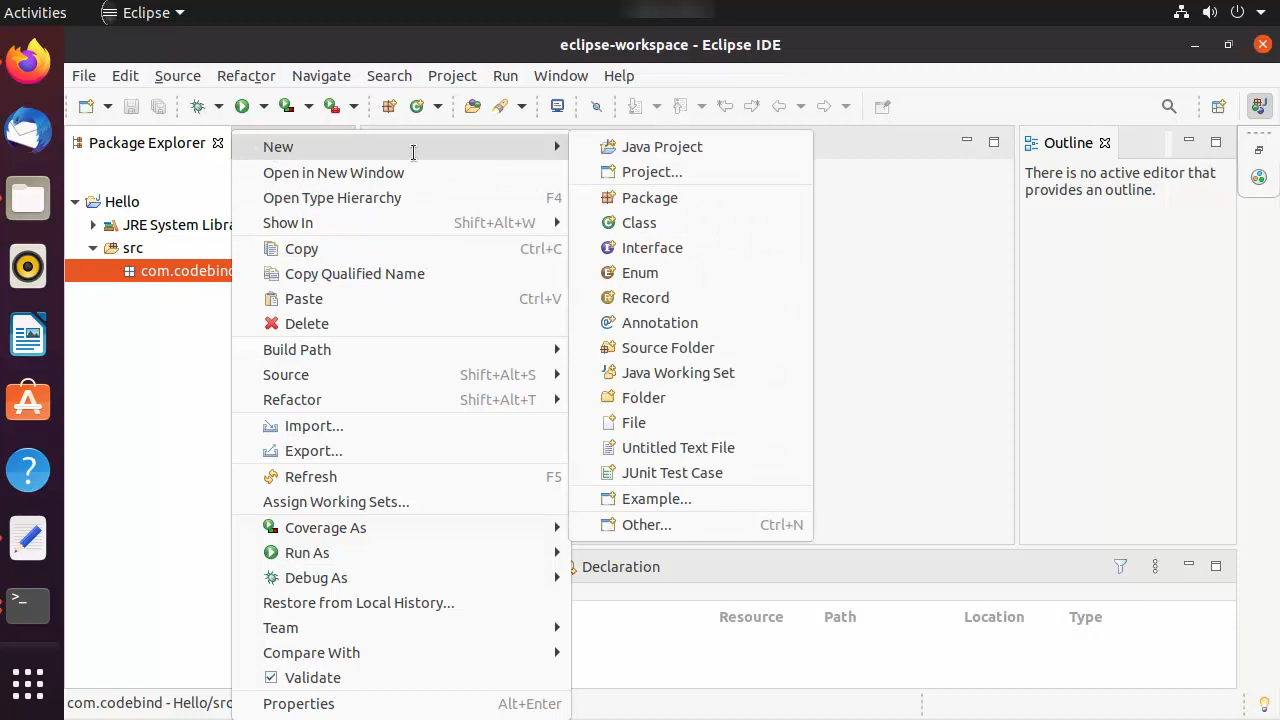 Activities
Eclipse
eclipse-workspace - Eclipse IDE
File Edit Source Refactor Navigate Search Project Run Window Help
Package Explorer
Hello
JRE System Libra
src
com.codebind
New
Open in New Window
Open Type Hierarchy F4
Show In Shift+Alt+W
Copy Ctrl+C
Copy Qualified Name
Paste Ctrl+V
Delete
Build Path
Source Shift+Alt+S
Refactor Shift+Alt+T
Import...
Export...
Refresh F5
Assign Working Sets...
Coverage As
Run As
Debug As
Restore from Local History...
Team
Compare With
Validate
Properties Alt+Enter
Java Project
Project...
Package
Class
Interface
Enum
Record
Annotation
Source Folder
Java Working Set
Folder
File
Untitled Text File
JUnit Test Case
Example...
Other... Ctrl+N
Outline
There is no active editor that
provides an outline.
Declaration
Resource Path Location Type
com.codebind - Hello/src